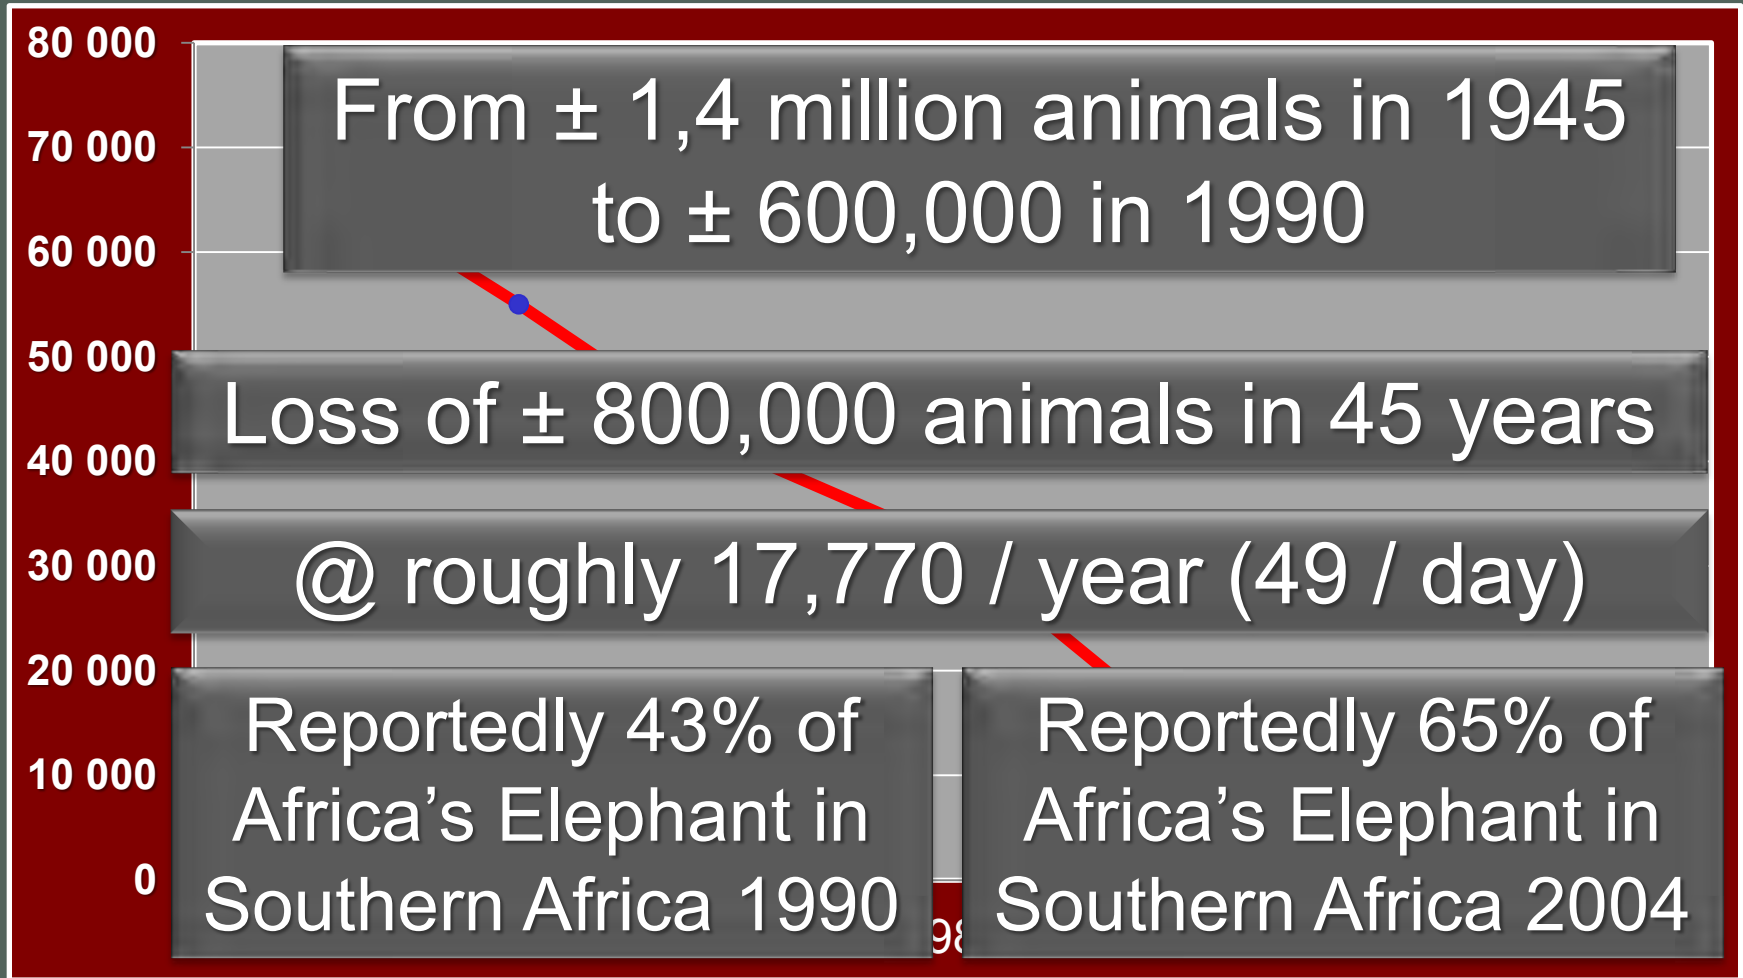 80 000
70 000
60 000
50 000
40 000
30 000
20 000
10 000
0
From ± 1,4 million animals in 1945
to ± 600,000 in 1990
Loss of ± 800,000 animals in 45 years
@ roughly 17,770 / year (49 / day)
Reportedly 43% of
Africa’s Elephant in
Southern Africa 1990
Reportedly 65% of
Africa’s Elephant in
Southern Africa 2004